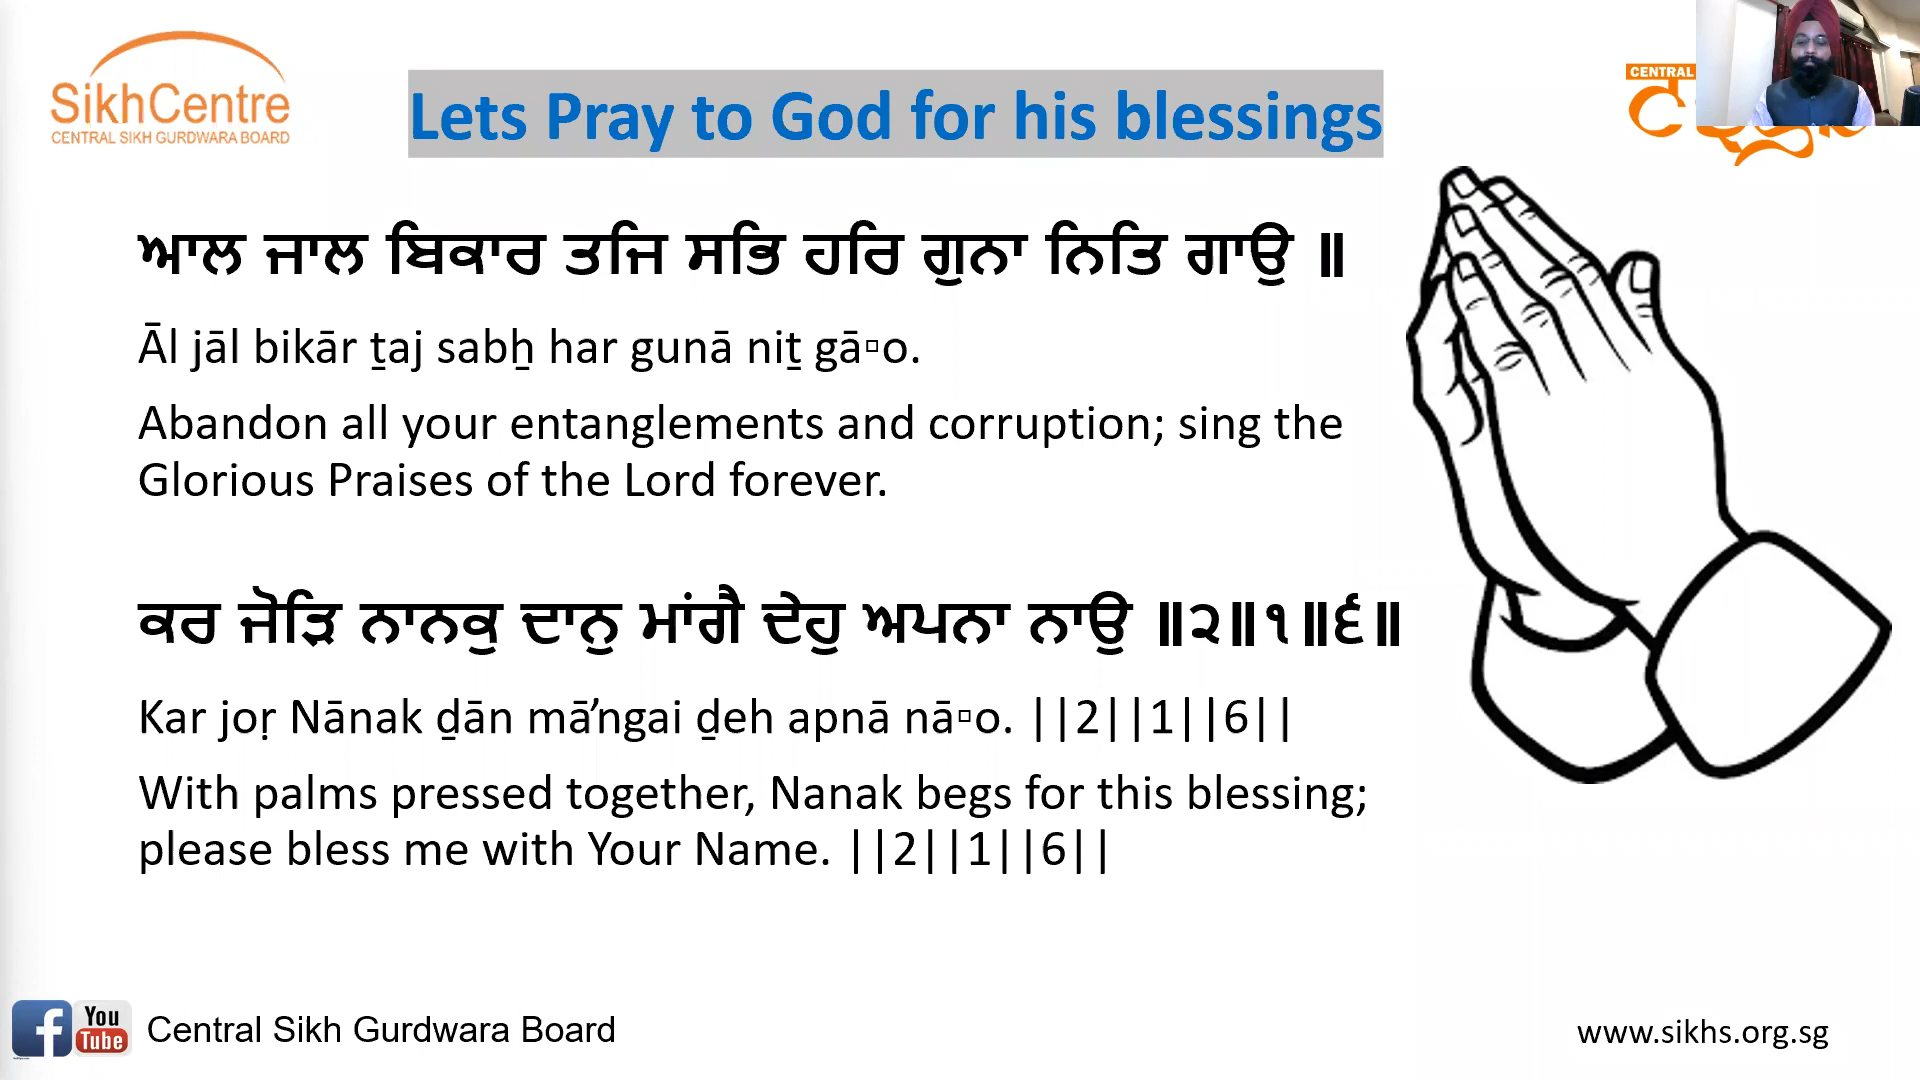 SikhCentre
CENTRAL SIKH GURDWARA BOARD
Lets Pray to God for his blessings
CENTRAL
ਆਲ ਜਾਲ ਬਿਕਾਰ ਤਜਿ ਸਭਿ ਹਰਿ ਗੁਨਾ ਨਿਤਿ ਗਾਉ ॥
Āl jāl bikār ṯaj sabẖ har gunā niṯ gā▫o.
Abandon all your entanglements and corruption; sing the
Glorious Praises of the Lord forever.
ਕਰ ਜੋੜਿ ਨਾਨਕੁ ਦਾਨੁ ਮਾਂਗੈ ਦੇਹੁ ਅਪਨਾ ਨਾਉ ॥੨॥੧॥੬॥
Kar joṛ Nānak ḏān māʼngai ḏeh apnā nā▫o. ||2||1||6||
With palms pressed together, Nanak begs for this blessing;
please bless me with Your Name. ||2||1||6||
f You Tube Central Sikh Gurdwara Board
www.sikhs.org.sg